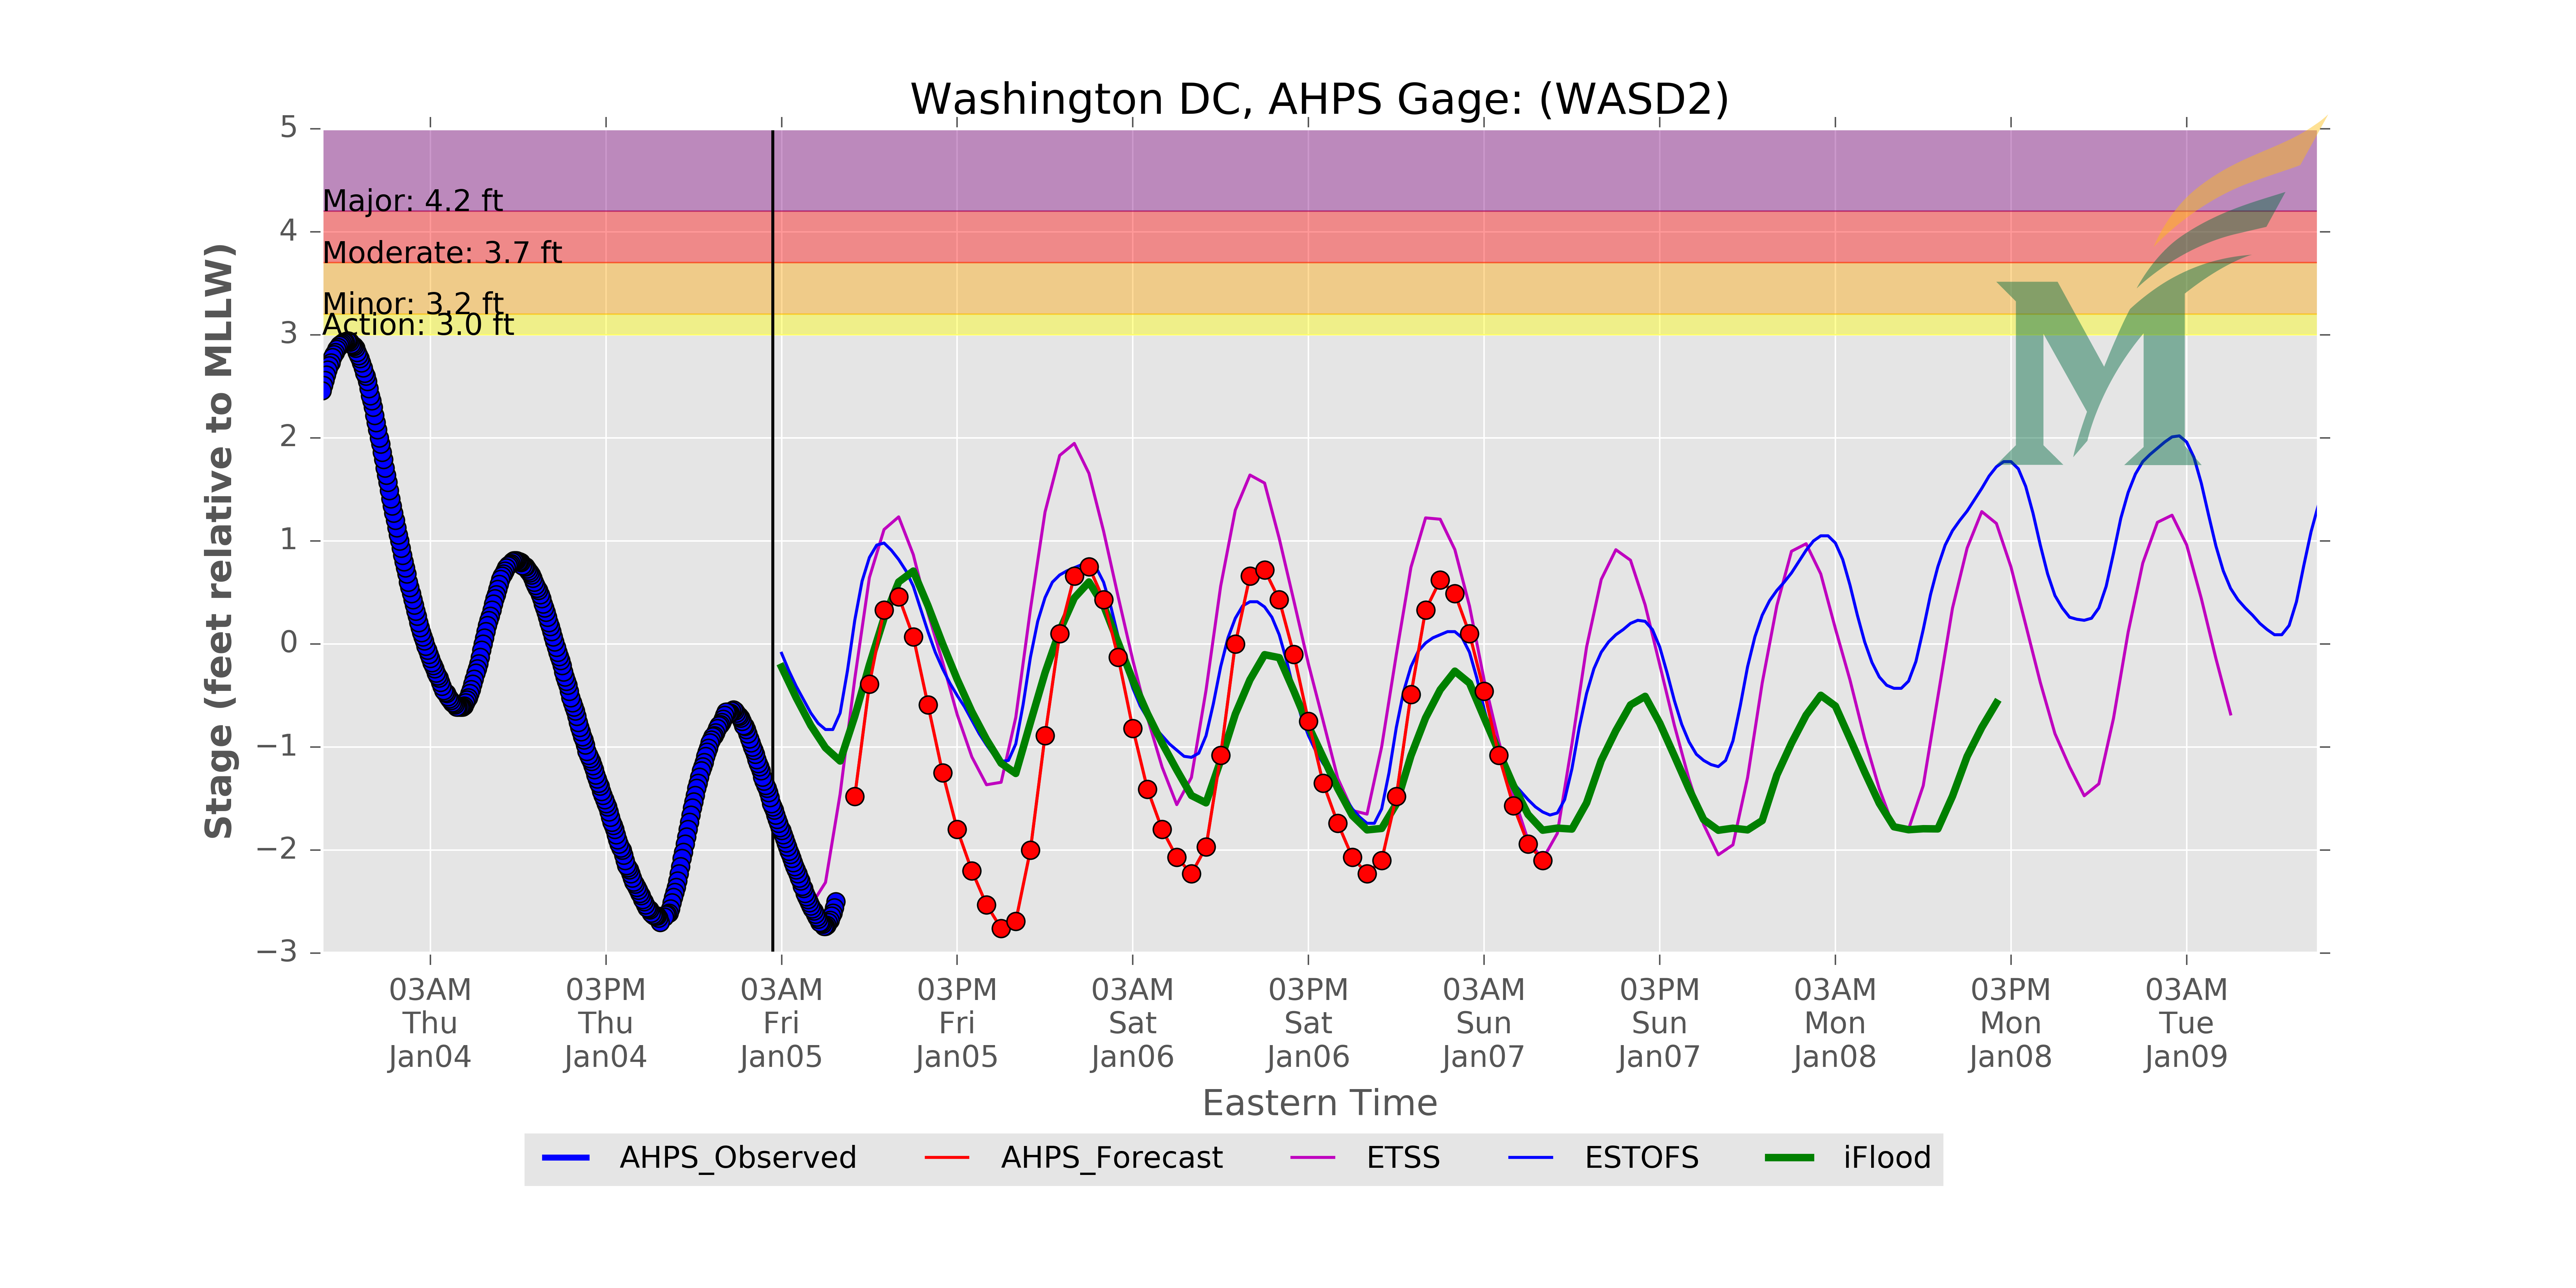 Washington DC, AHPS Gage: (WASD2)
Stage (feet relative to MLLW)
5
4
3
2
1
0
−1
−2
−3
Major: 4.2 ft
Moderate: 3.7 ft
Minor: 3.2 ft
Action: 3.0 ft
03AM Thu Jan04
03PM Thu Jan04
03AM Fri Jan05
03PM Fri Jan05
03AM Sat Jan06
03PM Sat Jan06
03AM Sun Jan07
03PM Sun Jan07
03AM Mon Jan08
03PM Mon Jan08
03AM Tue Jan09
Eastern Time
AHPS_Observed
AHPS_Forecast
ETSS
ESTOFS
iFlood
M